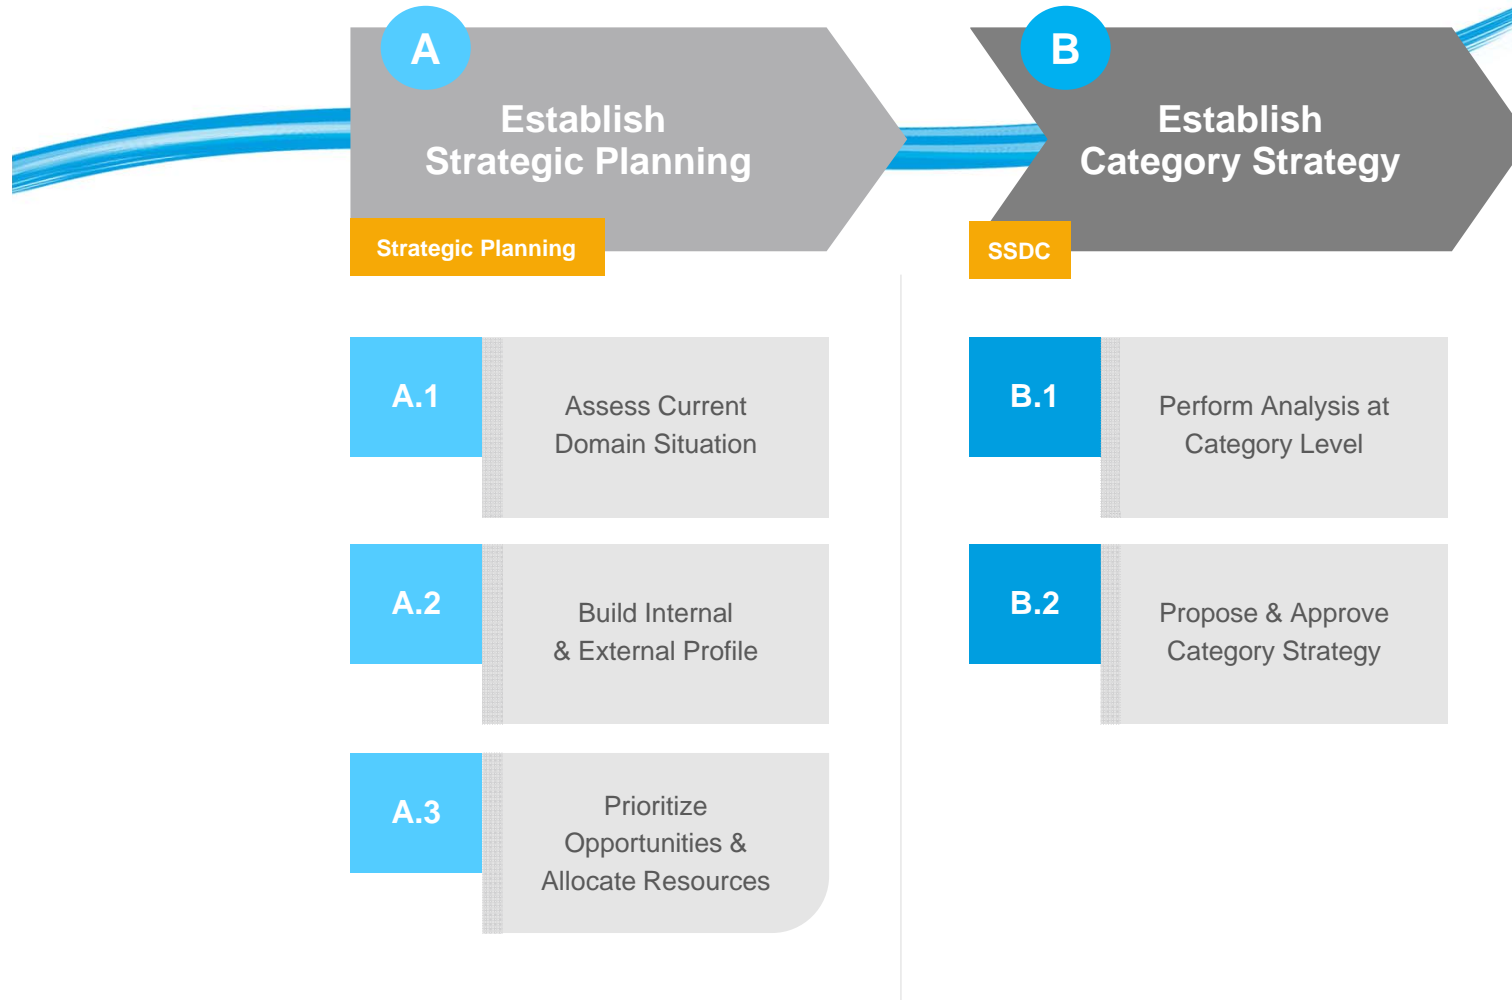 A
Establish
Strategic Planning
Strategic Planning
A.1
Assess Current
Domain Situation
A.2
Build Internal
& External Profile
A.3
Prioritize
Opportunities &
Allocate Resources
B
Establish
Category Strategy
SSDC
B.1
Perform Analysis at
Category Level
B.2
Propose & Approve
Category Strategy